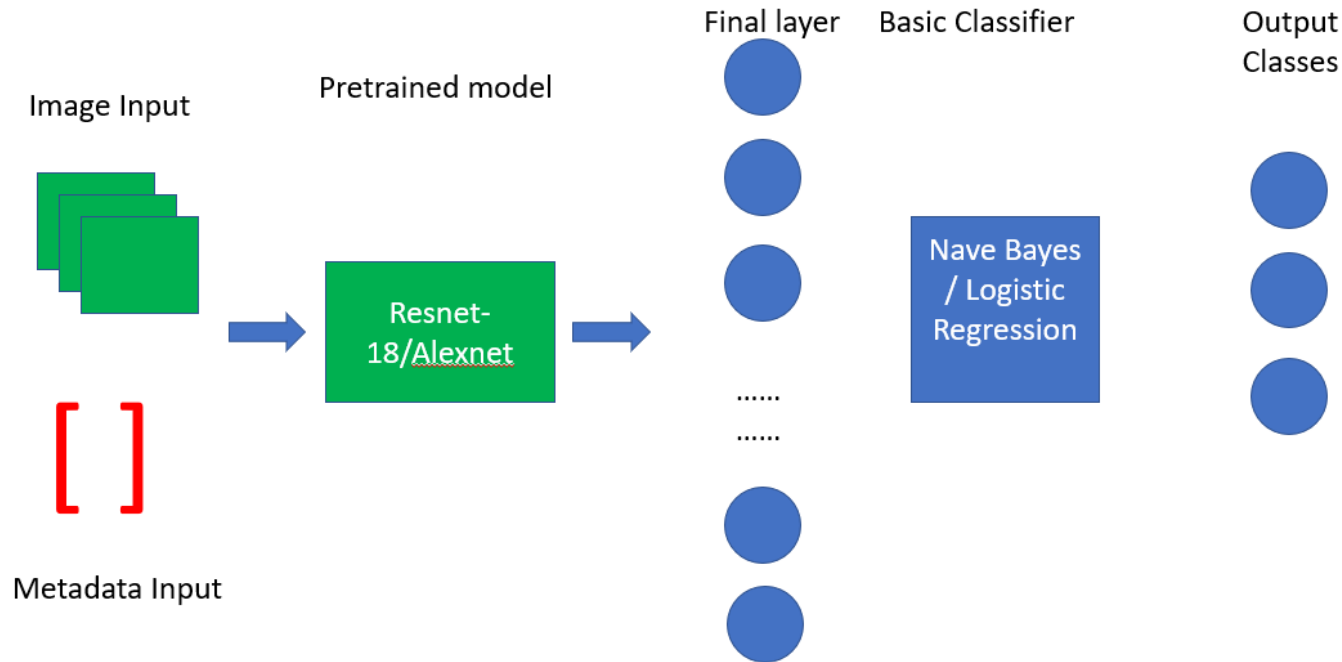 Final layer
Basic Classifier
Output
Classes
Pretrained model
Image Input
Nave Bayes
/ Logistic
Regression
Resnet-
18/Alexnet
......
......
Metadata Input